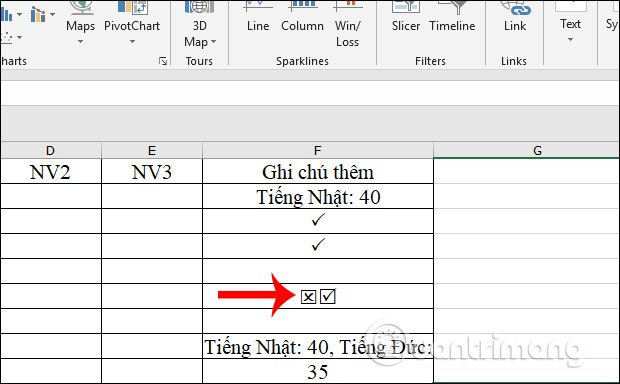 Maps PivotChart 3D Map Line Column Win/ Loss Slicer Timeline Link Text
harts Tours Sparklines Filters Links
D E F G
NV2 NV3 Ghi chú thêm
Tiếng Nhật: 40
✓
✓
☒☑
Tiếng Nhật: 40, Tiếng Đức:
35
uantrimang